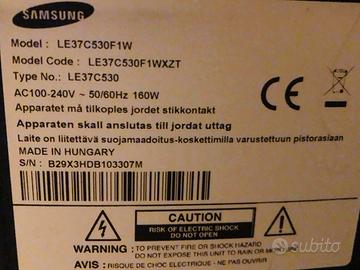 SAMSUNG
Model : LE37C530F1W
Model Code : LE37C530F1WXZT
Type No.: LE37C530
AC100-240V ~ 50/60Hz 160W
Apparatet må tilkoples jordet stikkontakt
Apparaten skall anslutas till jordat uttag
Laite on liitettävä suojamaadoitus-koskettimilla varustettuun pistorasiaan
MADE IN HUNGARY
S/N : B29X3HDB103307M
CE
CAUTION
RISK OF ELECTRIC SHOCK
DO NOT OPEN
WARNING : TO PREVENT FIRE OR SHOCK HAZARD
DO NOT EXPOSE THIS EQUIPMENT TO RAIN OR MOISTURE.
AVIS : RISQUE DE CHOC ELECTRIQUE - NE PAS OUVRIR
subito